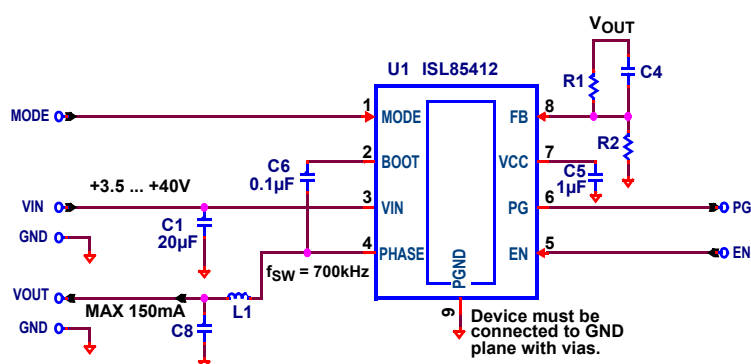 VOUT
U1 ISL85412
R1
C4
MODE
1
MODE
FB
8
R2
2
BOOT
VCC
7
C6
0.1µF
C5
1µF
+3.5 ... +40V
VIN
3
VIN
PG
6
PG
GND
C1
20µF
4
PHASE
EN
5
EN
fSW = 700kHz
PGND
VOUT
MAX 150mA
L1
GND
C8
9
Device must be
connected to GND
plane with vias.